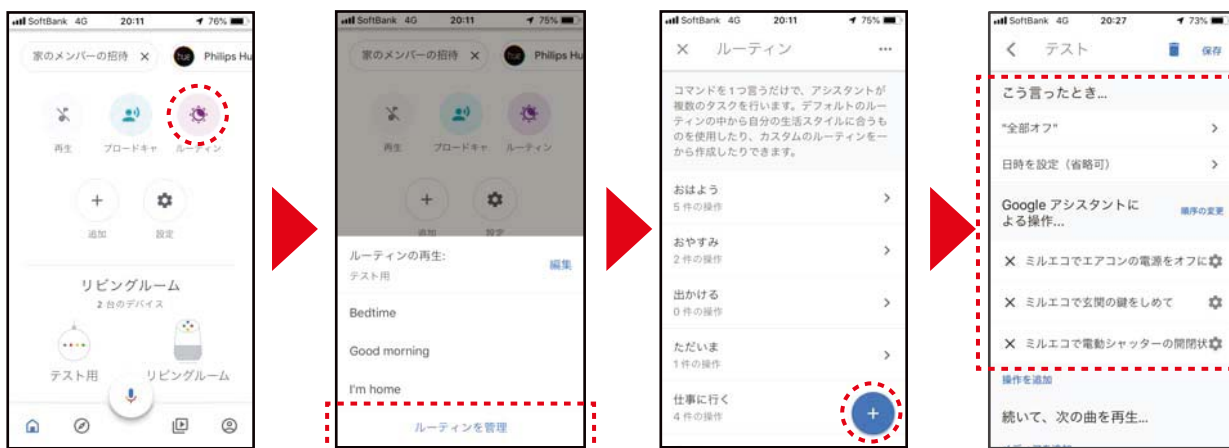 SoftBank 4G 20:11 76%
家のメンバーの招待 × hue Philips Hu
再生 ブロードキャ ルーティン
追加 設定
リビングルーム
2 台のデバイス
テスト用 リビングルーム
SoftBank 4G 20:11 75%
家のメンバーの招待 × hue Philips Hu
再生 ブロードキャ ルーティン
追加 設定
ルーティンの再生:
テスト用
編集
Bedtime
Good morning
I'm home
ルーティンを管理
SoftBank 4G 20:11 75%
× ルーティン ...
コマンドを1つ言うだけで、アシスタントが
複数のタスクを行います。デフォルトのルー
ティンの中から自分の生活スタイルに合うも
のを使用したり、カスタムのルーティンを一
から作成したりできます。
おはよう
5 件の操作
おやすみ
2 件の操作
出かける
0 件の操作
ただいま
1 件の操作
仕事に行く
4 件の操作
SoftBank 4G 20:27 73%
テスト 保存
こう言ったとき...
"全部オフ"
日時を設定（省略可）
Google アシスタントに
よる操作...
順序の変更
× ミルエコでエアコンの電源をオフに
× ミルエコで玄関の鍵をしめて
× ミルエコで電動シャッターの開閉状
操作を追加
続いて、次の曲を再生...